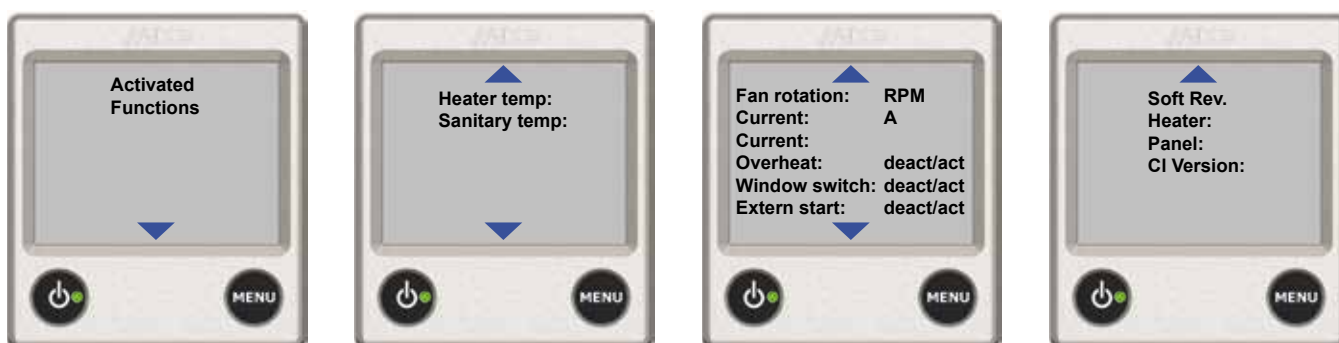 Activated
Functions
MENU
Heater temp:
Sanitary temp:
MENU
Fan rotation: RPM
Current: A
Current:
Overheat: deact/act
Window switch: deact/act
Extern start: deact/act
MENU
Soft Rev.
Heater:
Panel:
CI Version:
MENU